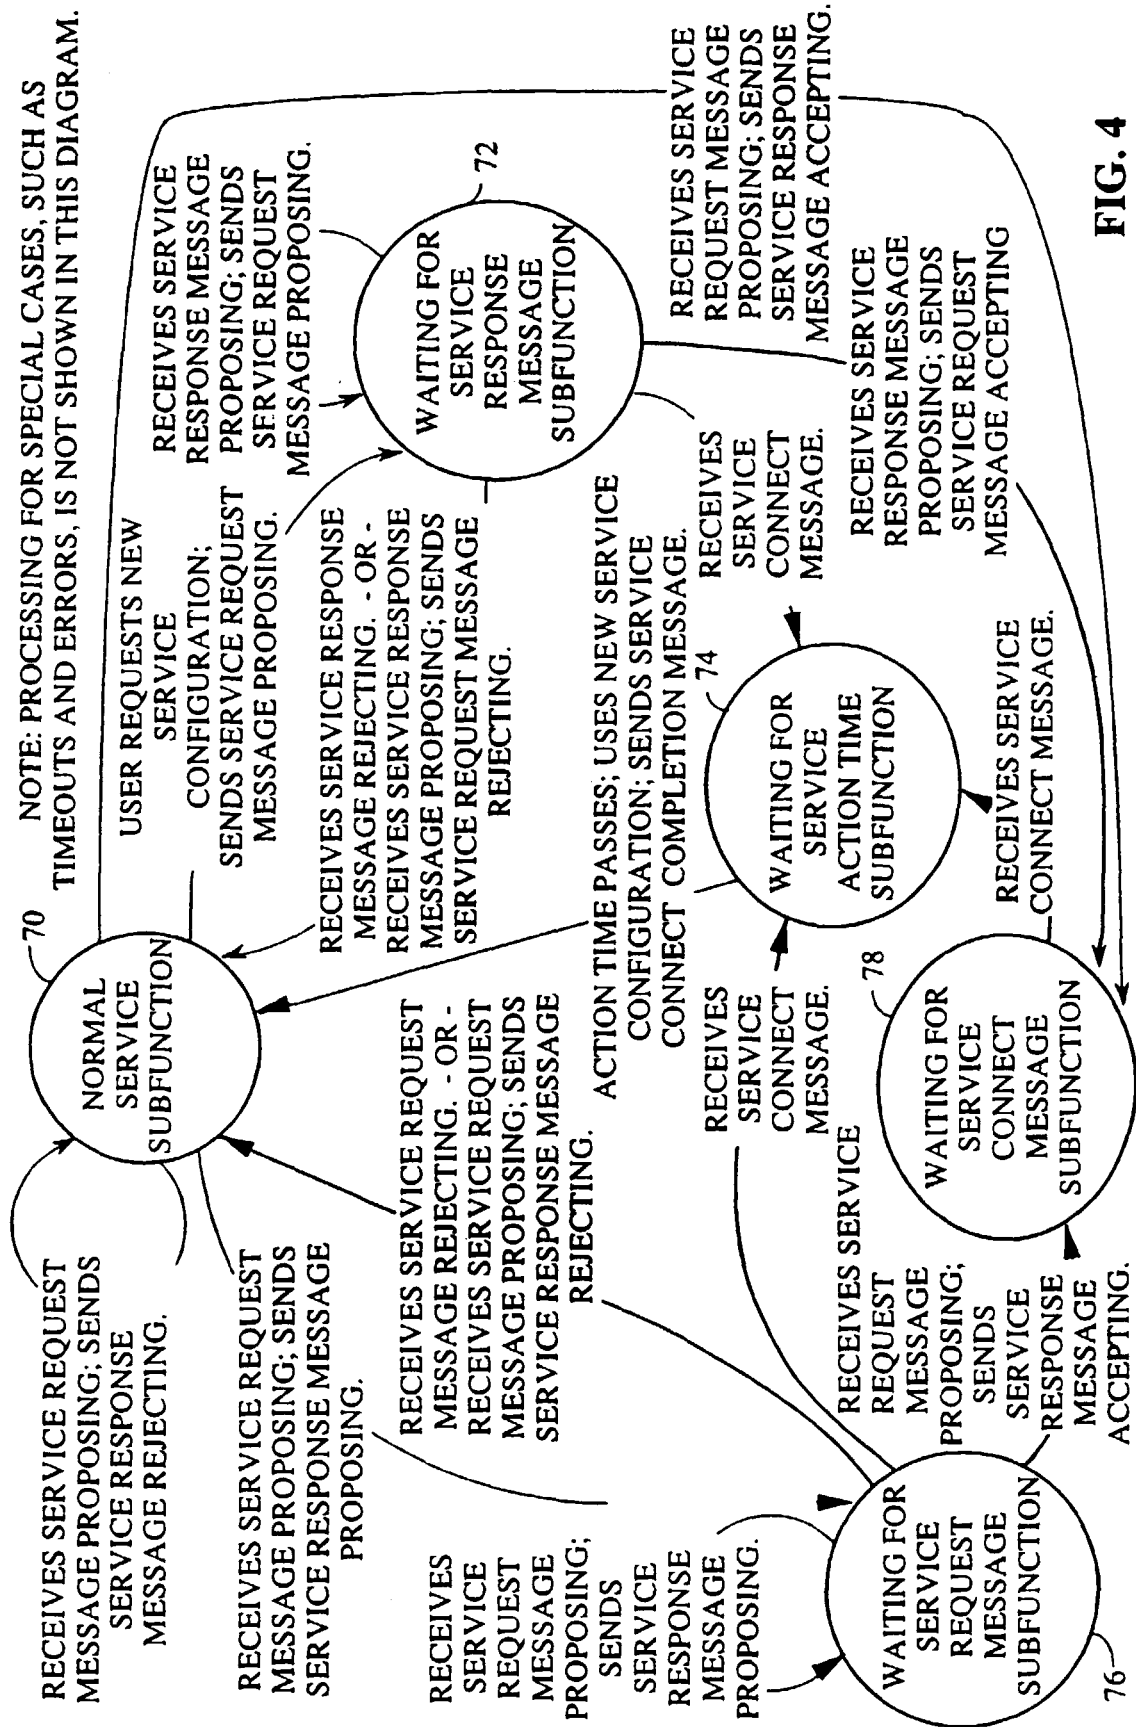 NOTE: PROCESSING FOR SPECIAL CASES, SUCH AS
TIMEOUTS AND ERRORS, IS NOT SHOWN IN THIS DIAGRAM.
RECEIVES SERVICE REQUEST
MESSAGE PROPOSING; SENDS
SERVICE RESPONSE
MESSAGE REJECTING.
70
NORMAL
SERVICE
SUBFUNCTION
USER REQUESTS NEW
SERVICE
CONFIGURATION;
SENDS SERVICE REQUEST
MESSAGE PROPOSING.
RECEIVES SERVICE
RESPONSE MESSAGE
PROPOSING; SENDS
SERVICE REQUEST
MESSAGE PROPOSING.
RECEIVES SERVICE REQUEST
MESSAGE PROPOSING; SENDS
SERVICE RESPONSE MESSAGE
PROPOSING.
RECEIVES SERVICE RESPONSE
MESSAGE REJECTING. - OR -
RECEIVES SERVICE RESPONSE
MESSAGE PROPOSING; SENDS
SERVICE REQUEST MESSAGE
REJECTING.
72
WAITING FOR
SERVICE
RESPONSE
MESSAGE
SUBFUNCTION
RECEIVES SERVICE REQUEST
MESSAGE REJECTING. - OR -
RECEIVES SERVICE REQUEST
MESSAGE PROPOSING; SENDS
SERVICE RESPONSE MESSAGE
REJECTING.
ACTION TIME PASSES; USES NEW SERVICE
CONFIGURATION; SENDS SERVICE
CONNECT COMPLETION MESSAGE.
RECEIVES
SERVICE
CONNECT
MESSAGE.
RECEIVES SERVICE
REQUEST MESSAGE
PROPOSING; SENDS
SERVICE RESPONSE
MESSAGE ACCEPTING.
RECEIVES
SERVICE
REQUEST
MESSAGE
PROPOSING;
SENDS
SERVICE
RESPONSE
MESSAGE
PROPOSING.
RECEIVES
SERVICE
CONNECT
MESSAGE.
74
WAITING FOR
SERVICE
ACTION TIME
SUBFUNCTION
RECEIVES SERVICE
RESPONSE MESSAGE
PROPOSING; SENDS
SERVICE REQUEST
MESSAGE ACCEPTING
76
WAITING FOR
SERVICE
REQUEST
MESSAGE
SUBFUNCTION
RECEIVES SERVICE
REQUEST
MESSAGE
PROPOSING;
SENDS
SERVICE
RESPONSE
MESSAGE
ACCEPTING.
78
WAITING FOR
SERVICE
CONNECT
MESSAGE
SUBFUNCTION
RECEIVES SERVICE
CONNECT MESSAGE.
FIG. 4